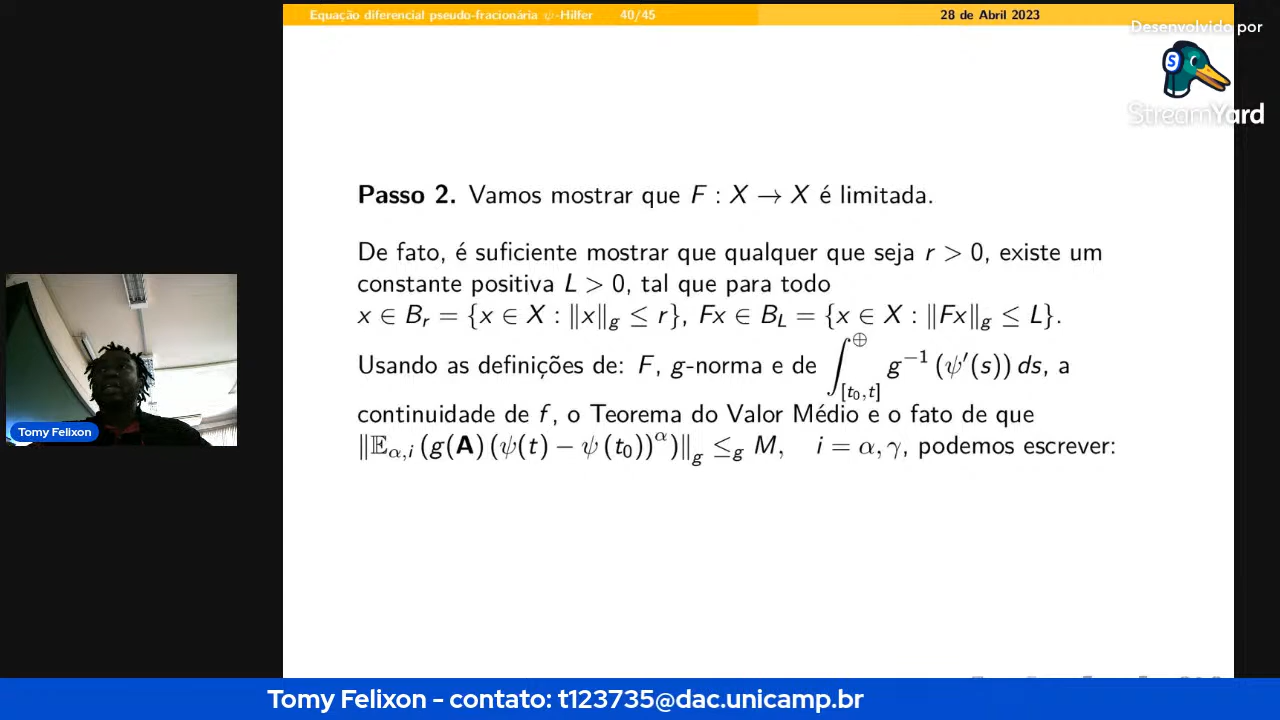 Equação diferencial pseudo-fracionária ψ-Hilfer 40/45 28 de Abril 2023
Desenvolvido por
StreamYard
Passo 2. Vamos mostrar que F : X → X é limitada.
De fato, é suficiente mostrar que qualquer que seja r > 0, existe um
constante positiva L > 0, tal que para todo
x ∈ B_r = {x ∈ X : ‖x‖_g ≤ r}, Fx ∈ B_L = {x ∈ X : ‖Fx‖_g ≤ L}.
Usando as definições de: F, g-norma e de ∫^⊕_{[t₀,t]} g⁻¹ (ψ′(s)) ds, a
continuidade de f, o Teorema do Valor Médio e o fato de que
‖𝔼_{α,i} (g(A) (ψ(t) − ψ (t₀))^α)‖_g ≤_g M, i = α, γ, podemos escrever:
Tomy Felixon
Tomy Felixon - contato: t123735@dac.unicamp.br